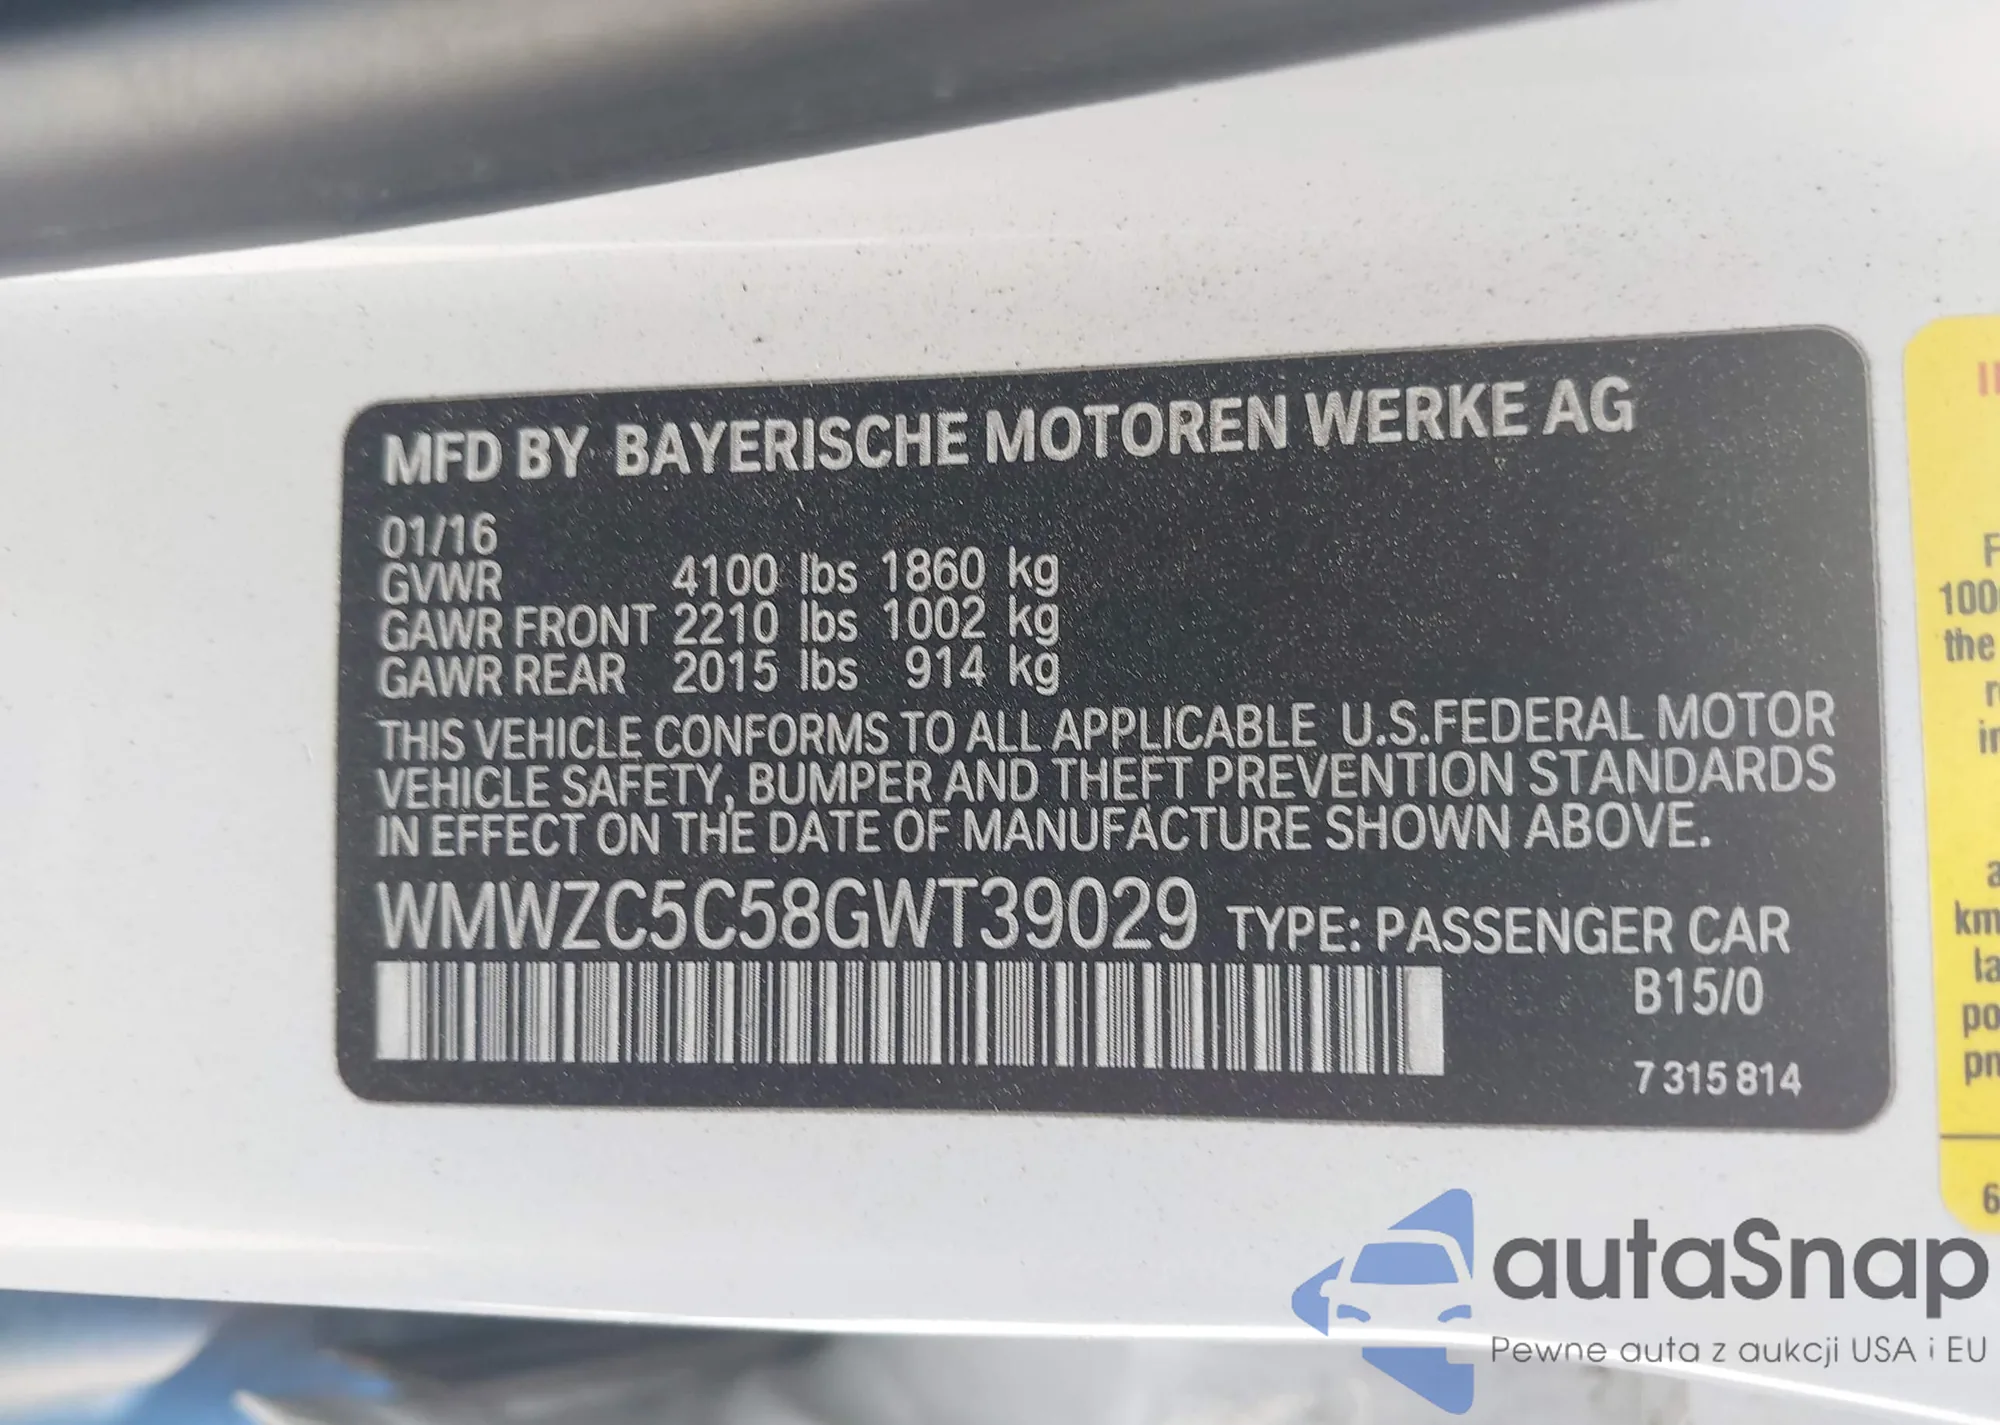 MFD BY BAYERISCHE MOTOREN WERKE AG
01/16
GVWR 4100 lbs 1860 kg
GAWR FRONT 2210 lbs 1002 kg
GAWR REAR 2015 lbs 914 kg
THIS VEHICLE CONFORMS TO ALL APPLICABLE U.S.FEDERAL MOTOR
VEHICLE SAFETY, BUMPER AND THEFT PREVENTION STANDARDS
IN EFFECT ON THE DATE OF MANUFACTURE SHOWN ABOVE.
WMWZC5C58GWT39029 TYPE: PASSENGER CAR
B15/0
7 315 814
the
autaSnap
Pewne auta z aukcji USA i EU